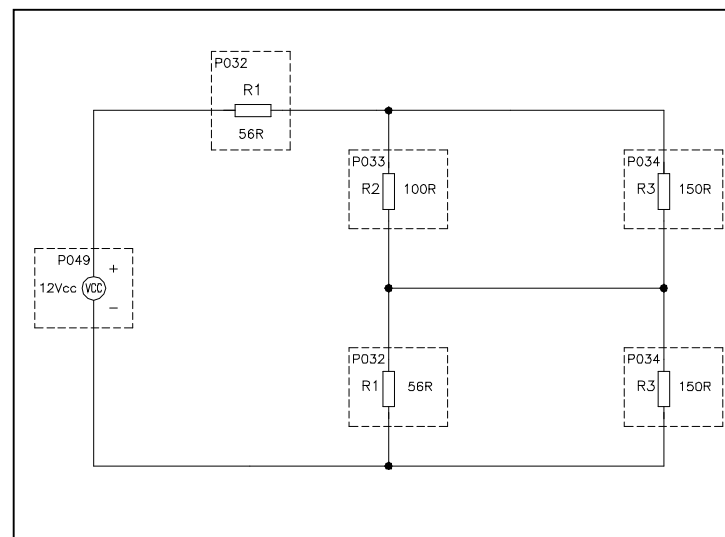 P032
R1
56R
P033
R2 100R
P034
R3 150R
P049
12Vcc VCC + −
P032
R1 56R
P034
R3 150R